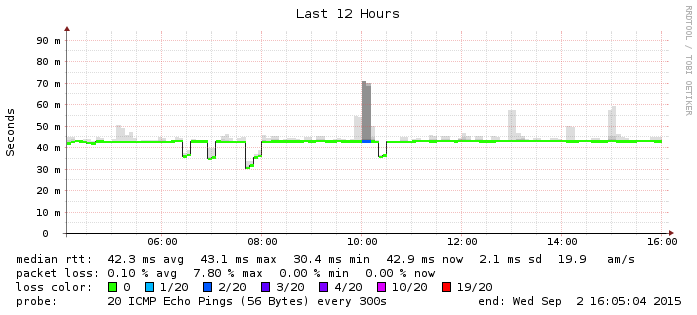 Last 12 Hours
RRDTOOL / TOBI OETIKER
Seconds
90 m
80 m
70 m
60 m
50 m
40 m
30 m
20 m
10 m
0
06:00 08:00 10:00 12:00 14:00 16:00
median rtt: 42.3 ms avg 43.1 ms max 30.4 ms min 42.9 ms now 2.1 ms sd 19.9 am/s
packet loss: 0.10 % avg 7.80 % max 0.00 % min 0.00 % now
loss color: 0 1/20 2/20 3/20 4/20 10/20 19/20
probe: 20 ICMP Echo Pings (56 Bytes) every 300s end: Wed Sep 2 16:05:04 2015